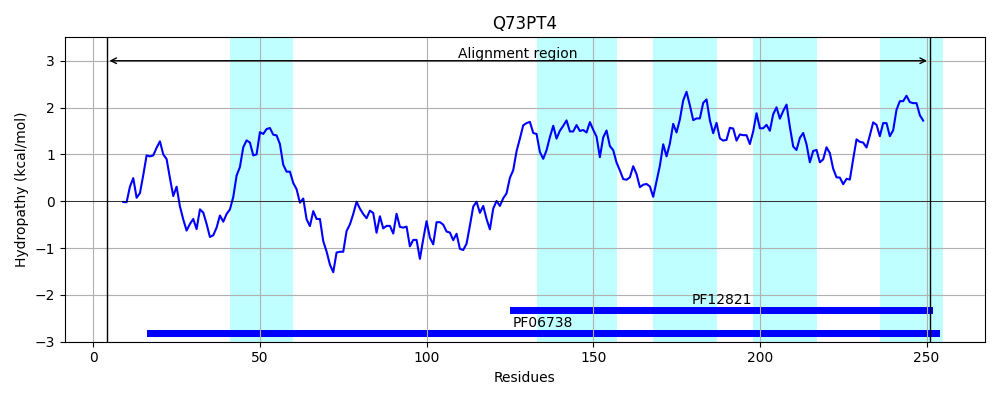 Q73PT4
Alignment region
3
2
1
0
−1
−2
−3
Hydropathy (kcal/mol)
PF12821
PF06738
0
50
100
150
200
250
Residues